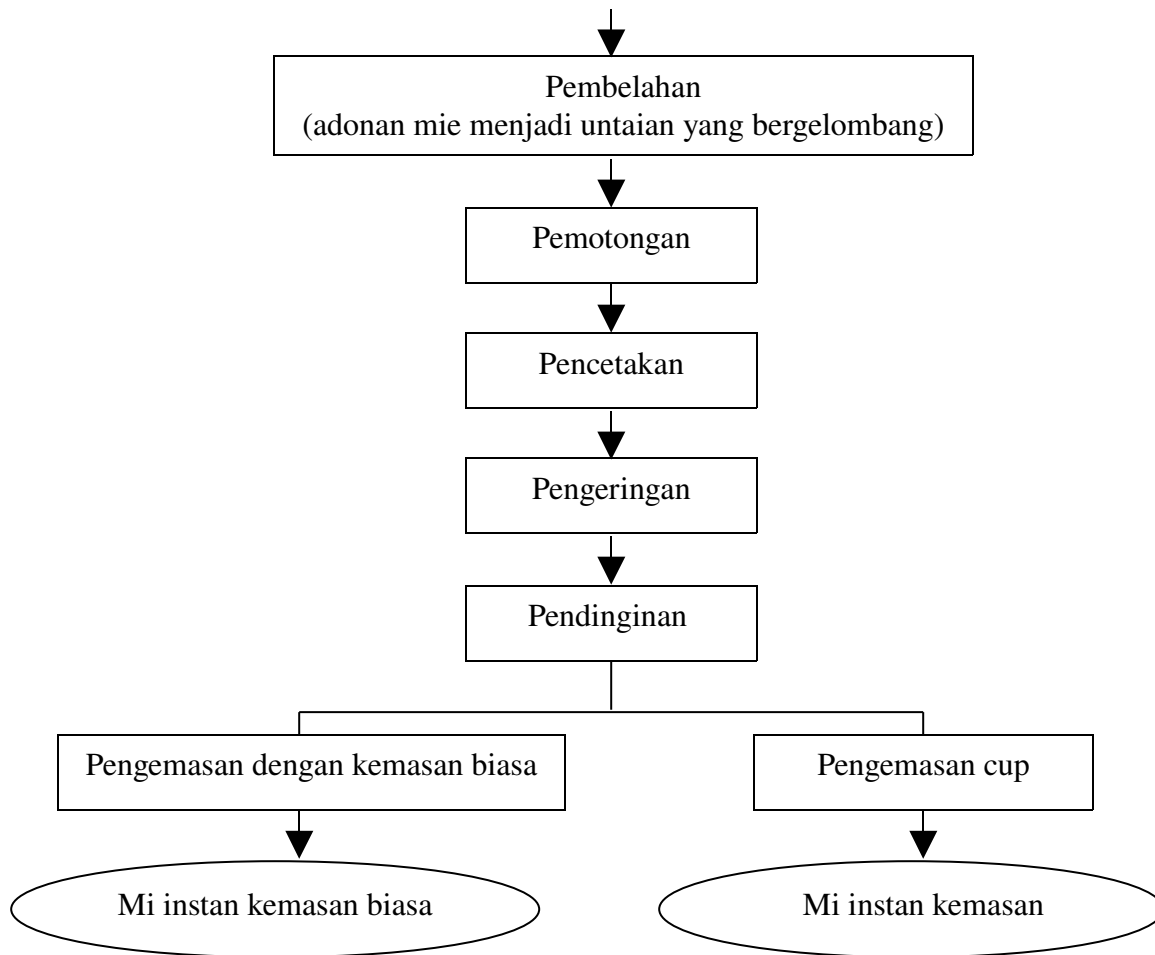 Pembelahan
(adonan mie menjadi untaian yang bergelombang)
Pemotongan
Pencetakan
Pengeringan
Pendinginan
Pengemasan dengan kemasan biasa
Pengemasan cup
Mi instan kemasan biasa
Mi instan kemasan